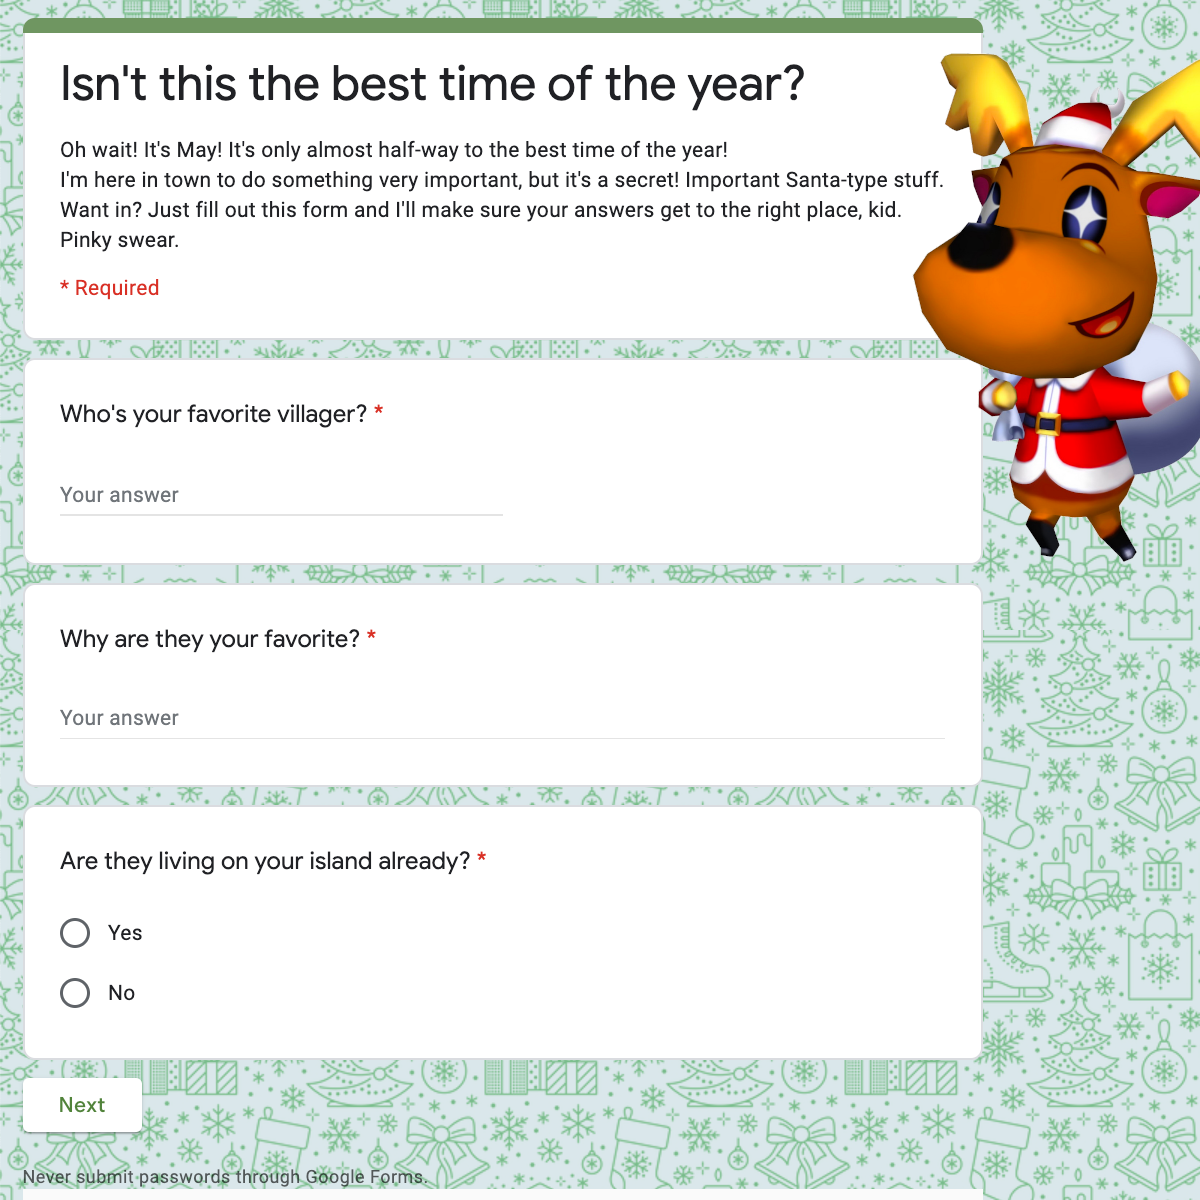 Isn't this the best time of the year?
Oh wait! It's May! It's only almost half-way to the best time of the year!
I'm here in town to do something very important, but it's a secret! Important Santa-type stuff.
Want in? Just fill out this form and I'll make sure your answers get to the right place, kid.
Pinky swear.
* Required
Who's your favorite villager? *
Your answer
Why are they your favorite? *
Your answer
Are they living on your island already? *
Yes
No
Next
Never submit passwords through Google Forms.